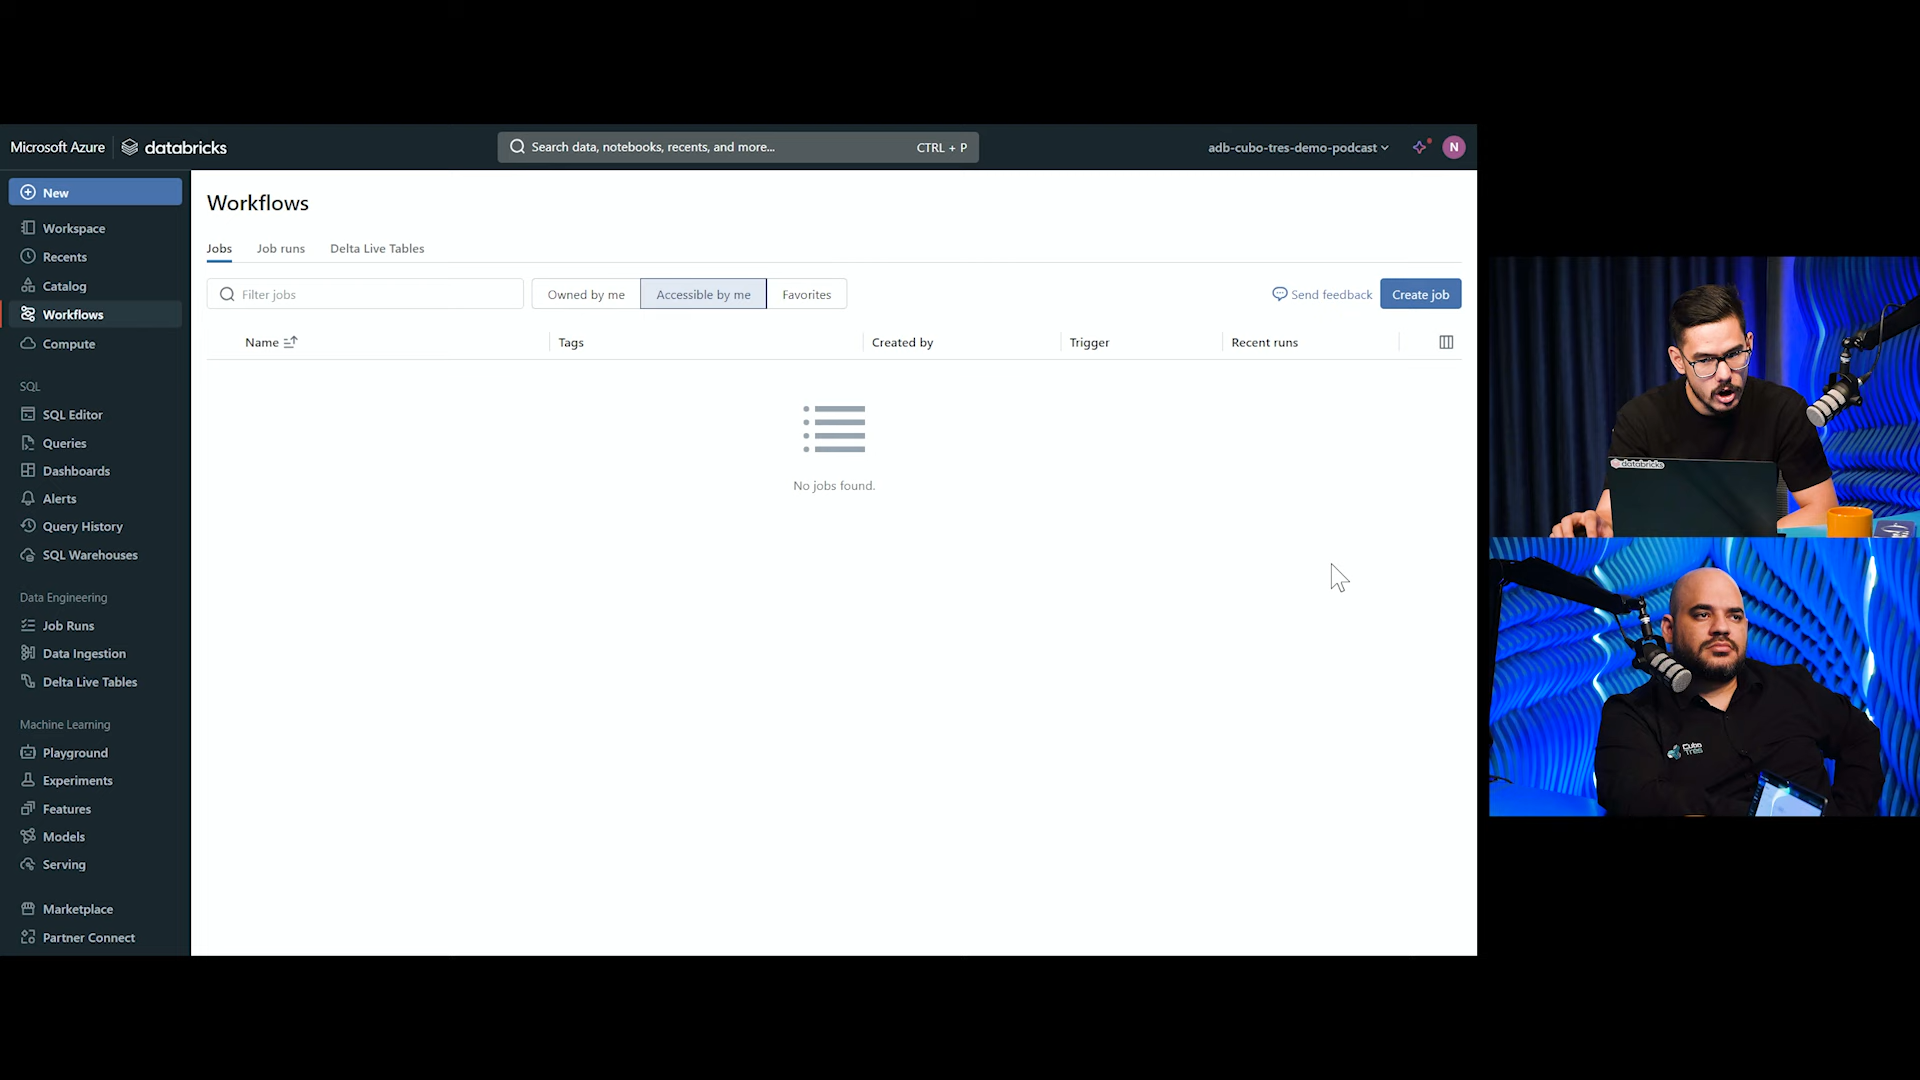 Microsoft Azure databricks
Search data, notebooks, recents, and more... CTRL + P
adb-cubo-tres-demo-podcast
N
New
Workspace
Recents
Catalog
Workflows
Compute
SQL
SQL Editor
Queries
Dashboards
Alerts
Query History
SQL Warehouses
Data Engineering
Job Runs
Data Ingestion
Delta Live Tables
Machine Learning
Playground
Experiments
Features
Models
Serving
Marketplace
Partner Connect
Workflows
Jobs Job runs Delta Live Tables
Filter jobs Owned by me Accessible by me Favorites Send feedback Create job
Name Tags Created by Trigger Recent runs
No jobs found.
databricks
Cubo
Três